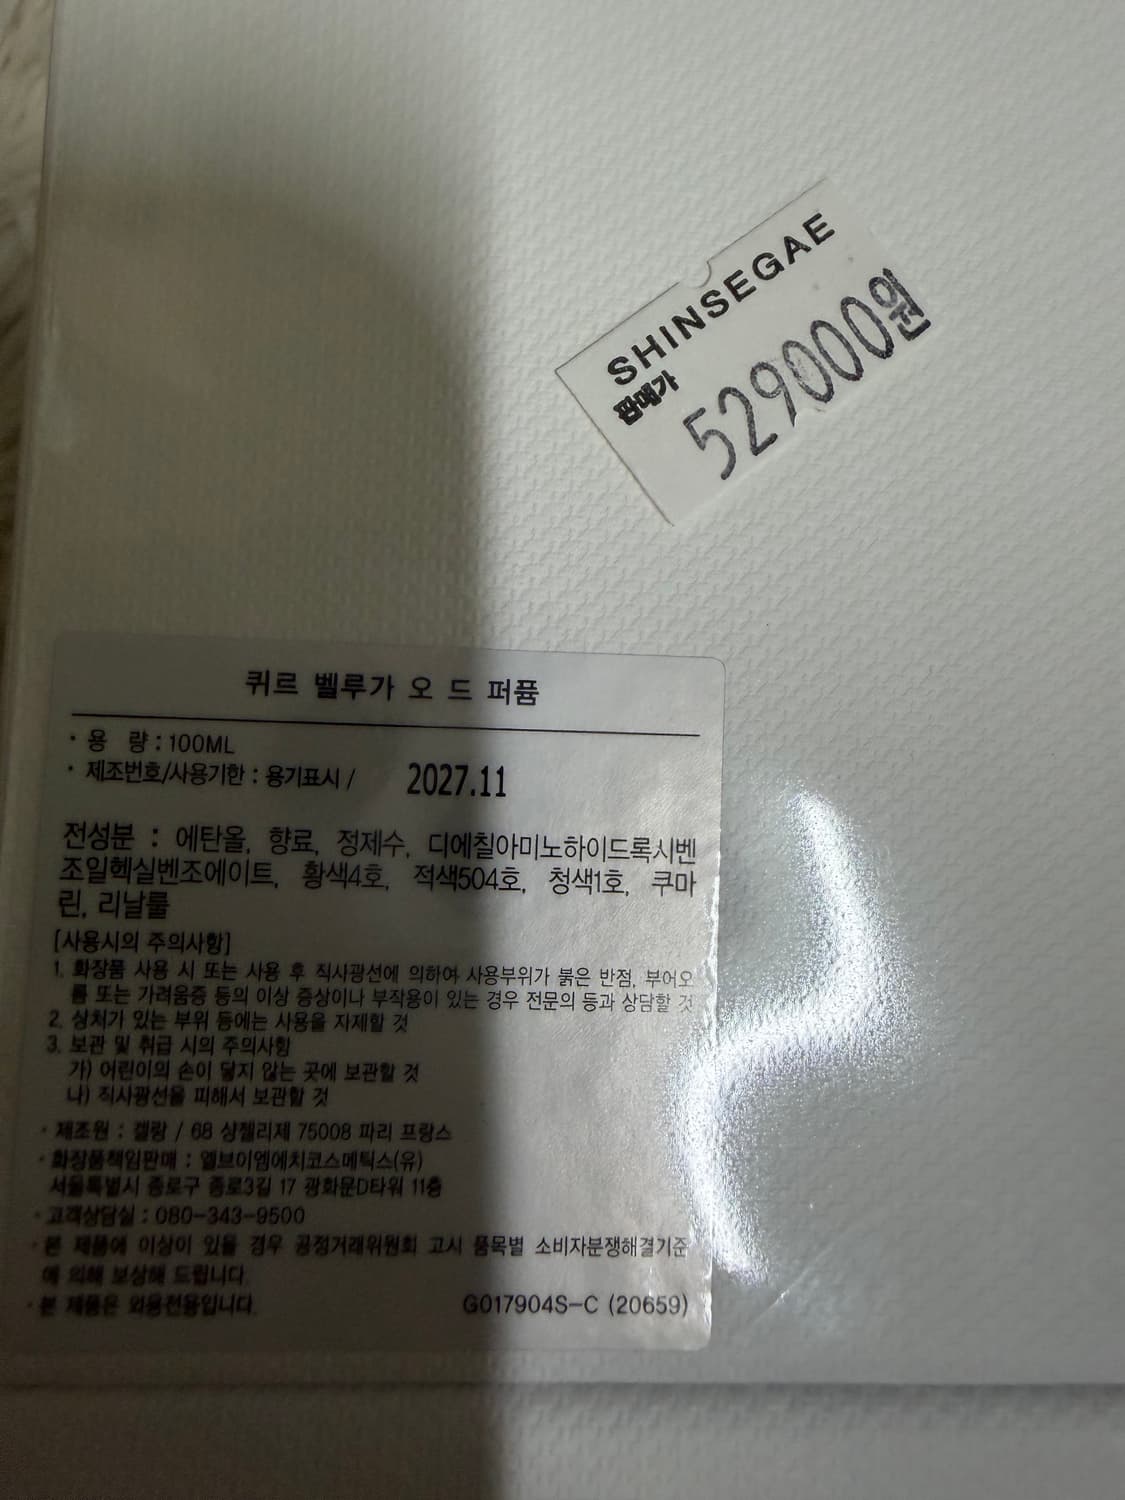 SHINSEGAE
판매가
529000원
퀴르 벨루가 오 드 퍼퓸
· 용 량 : 100ML
· 제조번호/사용기한 : 용기표시 / 2027.11
전성분 : 에탄올, 향료, 정제수, 디에칠아미노하이드록시벤
조일헥실벤조에이트, 황색4호, 적색504호, 청색1호, 쿠마
린, 리날룰
[사용시의 주의사항]
1. 화장품 사용 시 또는 사용 후 직사광선에 의하여 사용부위가 붉은 반점, 부어오
름 또는 가려움증 등의 이상 증상이나 부작용이 있는 경우 전문의 등과 상담할 것
2. 상처가 있는 부위 등에는 사용을 자제할 것
3. 보관 및 취급 시의 주의사항
가) 어린이의 손이 닿지 않는 곳에 보관할 것
나) 직사광선을 피해서 보관할 것
· 제조원 : 겔랑 / 68 샹젤리제 75008 파리 프랑스
· 화장품책임판매 : 엘브이엠에치코스메틱스(유)
서울특별시 종로구 종로3길 17 광화문D타워 11층
· 고객상담실 : 080-343-9500
· 본 제품에 이상이 있을 경우 공정거래위원회 고시 품목별 소비자분쟁해결기준
에 의해 보상해 드립니다.
· 본 제품은 외용전용입니다. G017904S-C (20659)